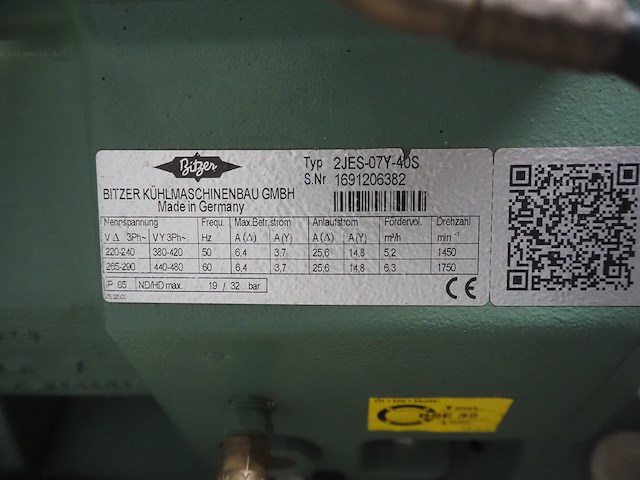 Bitzer
Typ 2JES-07Y-40S
S.Nr 1691206382
BITZER KÜHLMASCHINENBAU GMBH
Made in Germany
Nennspannung Frequ. Max.Betr.strom Anlaufstrom Fördervol. Drehzahl
V Δ 3Ph~ V Y 3Ph~ Hz A (Δ) A (Y) A (Δ) A (Y) m³/h min⁻¹
220-240 380-420 50 6,4 3,7 25,6 14,8 5,2 1450
265-290 440-480 60 6,4 3,7 25,6 14,8 6,3 1750
IP 65 ND/HD max. 19 / 32 bar
CE
BSE 32